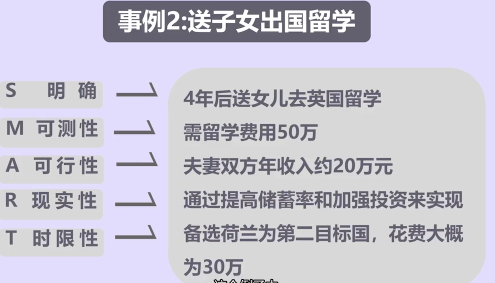 事例2:送子女出国留学
S 明 确
4年后送女儿去英国留学
M 可测性
需留学费用50万
A 可行性
夫妻双方年收入约20万元
R 现实性
通过提高储蓄率和加强投资来实现
T 时限性
备选荷兰为第二目标国，花费大概
为30万